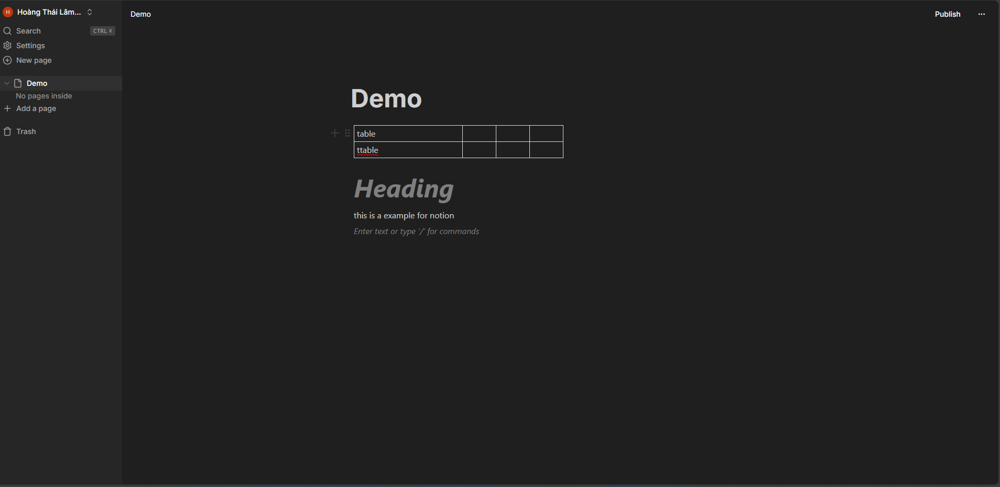 H Hoàng Thái Lâm...
Search CTRL K
Settings
New page
Demo
No pages inside
Add a page
Trash
Demo
Publish
Demo
table
ttable
Heading
this is a example for notion
Enter text or type '/' for commands